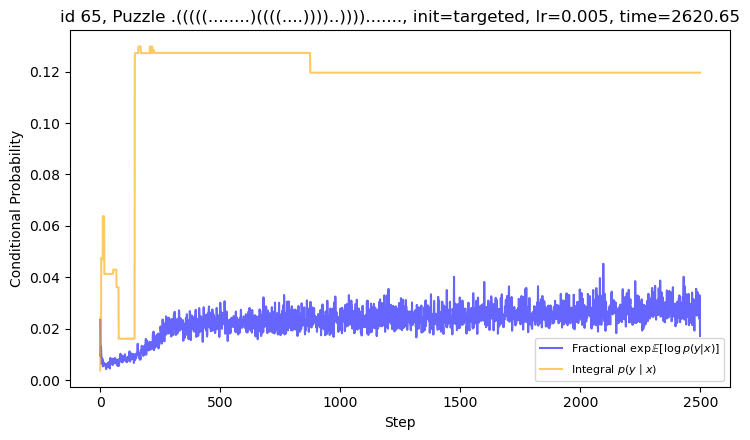 id 65, Puzzle .(((((........)((((....))))..))))......., init=targeted, lr=0.005, time=2620.65
Conditional Probability
0.12
0.10
0.08
0.06
0.04
0.02
0.00
Fractional exp 𝔼[log p(y|x)]
Integral p(y | x)
0
500
1000
1500
2000
2500
Step